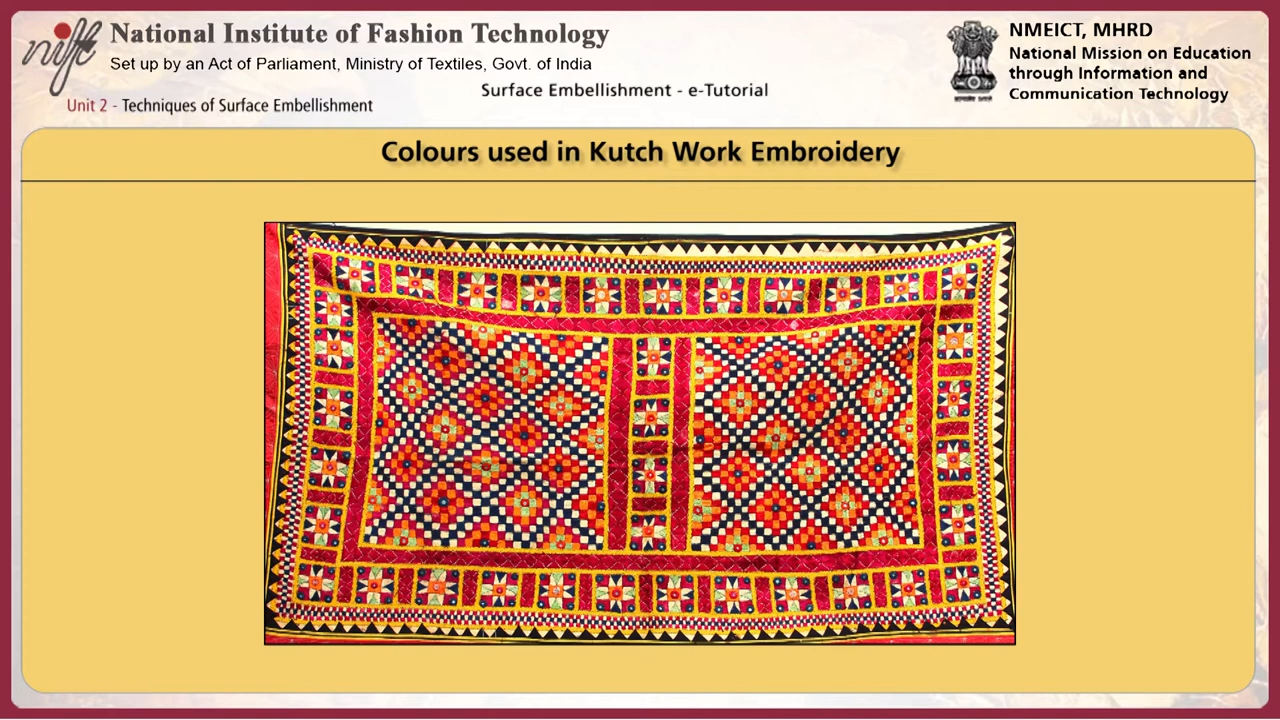 nift
National Institute of Fashion Technology
Set up by an Act of Parliament, Ministry of Textiles, Govt. of India
Unit 2 - Techniques of Surface Embellishment
Surface Embellishment - e-Tutorial
NMEICT, MHRD
National Mission on Education
through Information and
Communication Technology
Colours used in Kutch Work Embroidery